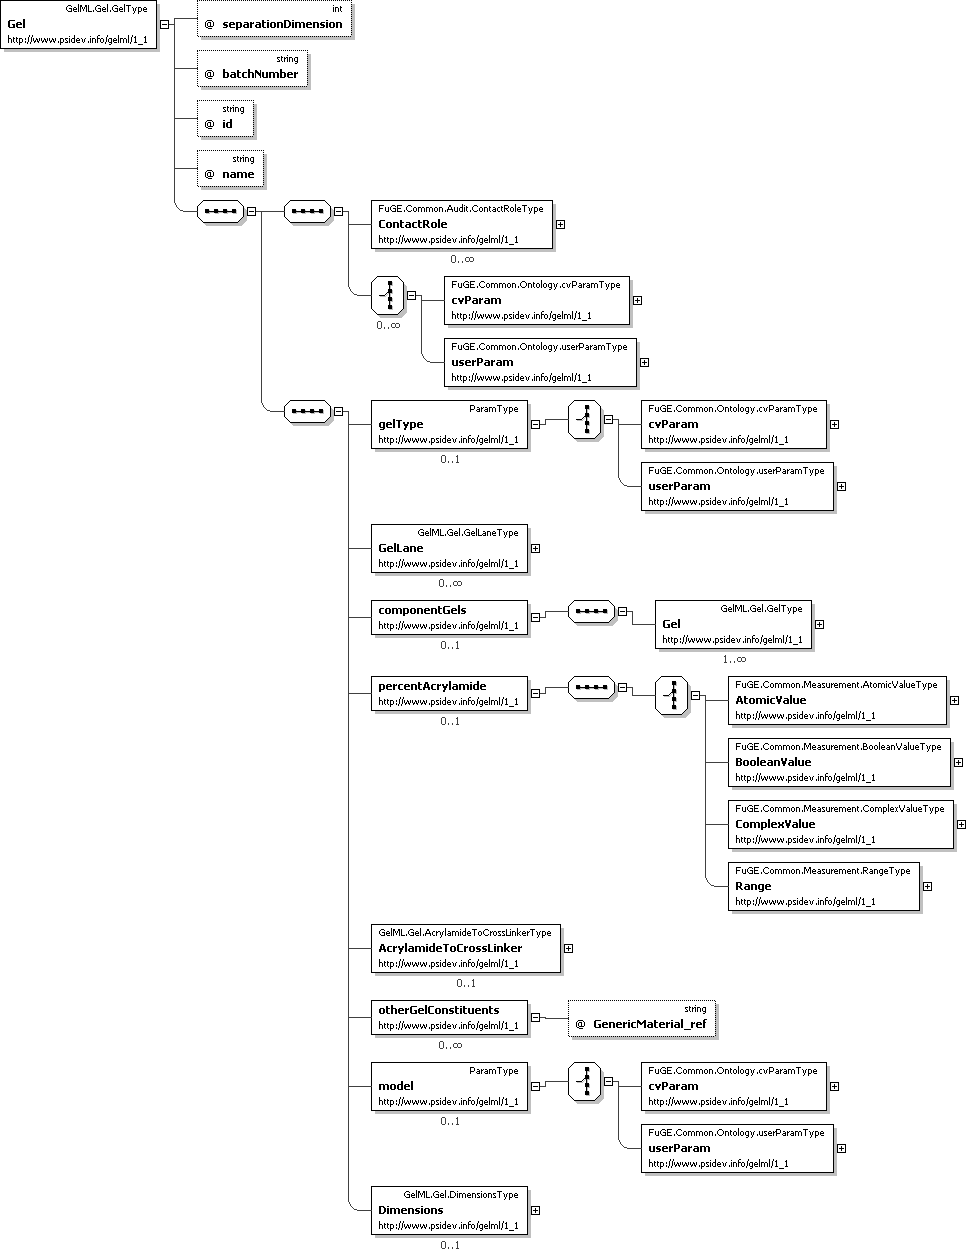 GelML.Gel.GelType
Gel
http://www.psidev.info/gelml/1_1
int
@ separationDimension
string
@ batchNumber
string
@ id
string
@ name
FuGE.Common.Audit.ContactRoleType
ContactRole
http://www.psidev.info/gelml/1_1
0..∞
FuGE.Common.Ontology.cvParamType
cvParam
http://www.psidev.info/gelml/1_1
0..∞
FuGE.Common.Ontology.userParamType
userParam
http://www.psidev.info/gelml/1_1
ParamType
gelType
http://www.psidev.info/gelml/1_1
0..1
FuGE.Common.Ontology.cvParamType
cvParam
http://www.psidev.info/gelml/1_1
FuGE.Common.Ontology.userParamType
userParam
http://www.psidev.info/gelml/1_1
GelML.Gel.GelLaneType
GelLane
http://www.psidev.info/gelml/1_1
0..∞
componentGels
http://www.psidev.info/gelml/1_1
0..1
GelML.Gel.GelType
Gel
http://www.psidev.info/gelml/1_1
1..∞
percentAcrylamide
http://www.psidev.info/gelml/1_1
0..1
FuGE.Common.Measurement.AtomicValueType
AtomicValue
http://www.psidev.info/gelml/1_1
FuGE.Common.Measurement.BooleanValueType
BooleanValue
http://www.psidev.info/gelml/1_1
FuGE.Common.Measurement.ComplexValueType
ComplexValue
http://www.psidev.info/gelml/1_1
FuGE.Common.Measurement.RangeType
Range
http://www.psidev.info/gelml/1_1
GelML.Gel.AcrylamideToCrossLinkerType
AcrylamideToCrossLinker
http://www.psidev.info/gelml/1_1
0..1
otherGelConstituents
http://www.psidev.info/gelml/1_1
0..∞
string
@ GenericMaterial_ref
ParamType
model
http://www.psidev.info/gelml/1_1
0..1
FuGE.Common.Ontology.cvParamType
cvParam
http://www.psidev.info/gelml/1_1
FuGE.Common.Ontology.userParamType
userParam
http://www.psidev.info/gelml/1_1
GelML.Gel.DimensionsType
Dimensions
http://www.psidev.info/gelml/1_1
0..1